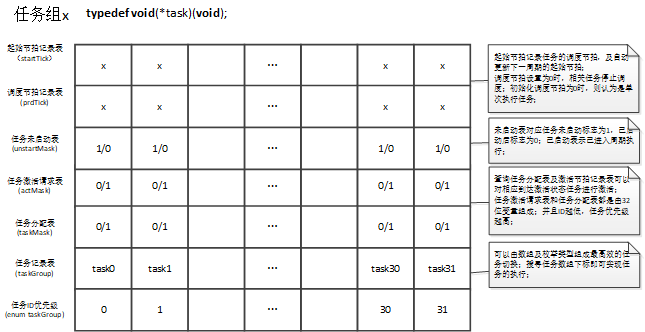 任务组x typedef void(*task)(void);
起始节拍记录表
(startTick)
x x ... x x
起始节拍记录任务的调度节拍，及自动
更新下一周期的起始节拍；
调度节拍设置为0时，相关任务停止调
度；初始化调度节拍为0时，则认为是单
次执行任务；
调度节拍记录表
(prdTick)
x x ... x x
任务未启动表
(unstartMask)
1/0 1/0 ... 1/0 1/0
未启动表对应任务未启动标志为1，已启
动后标志为0；已启动表示已进入周期执
行；
任务激活请求表
(actMask)
0/1 0/1 ... 0/1 0/1
查询任务分配表及激活节拍记录表可以
对相应到达激活状态任务进行激活；
任务激活请求表和任务分配表都是由32
位变量组成；并且ID越低，任务优先级
越高；
任务分配表
(taskMask)
0/1 0/1 ... 0/1 0/1
任务记录表
(taskGroup)
task0 task1 ... task30 task31
可以由数组及枚举类型组成最高效的任
务切换；搜寻任务数组下标即可实现任
务的执行；
任务ID优先级
(enum taskGroup)
0 1 ... 30 31